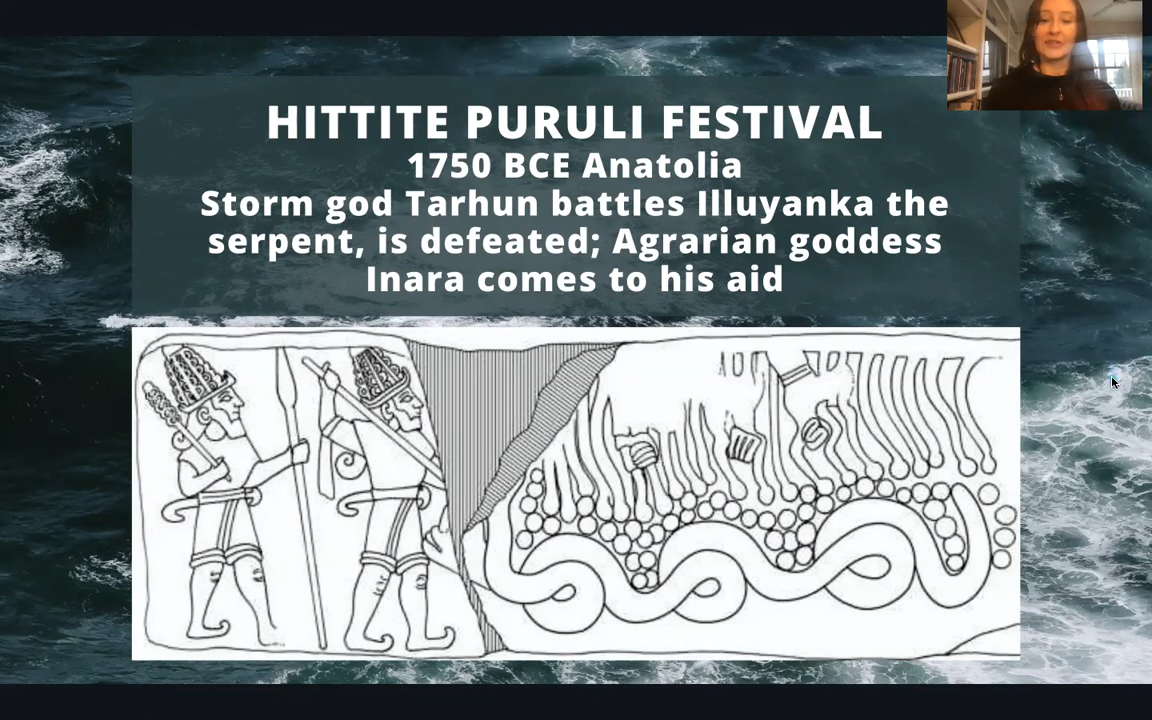 HITTITE PURULI FESTIVAL
1750 BCE Anatolia
Storm god Tarhun battles Illuyanka the
serpent, is defeated; Agrarian goddess
Inara comes to his aid